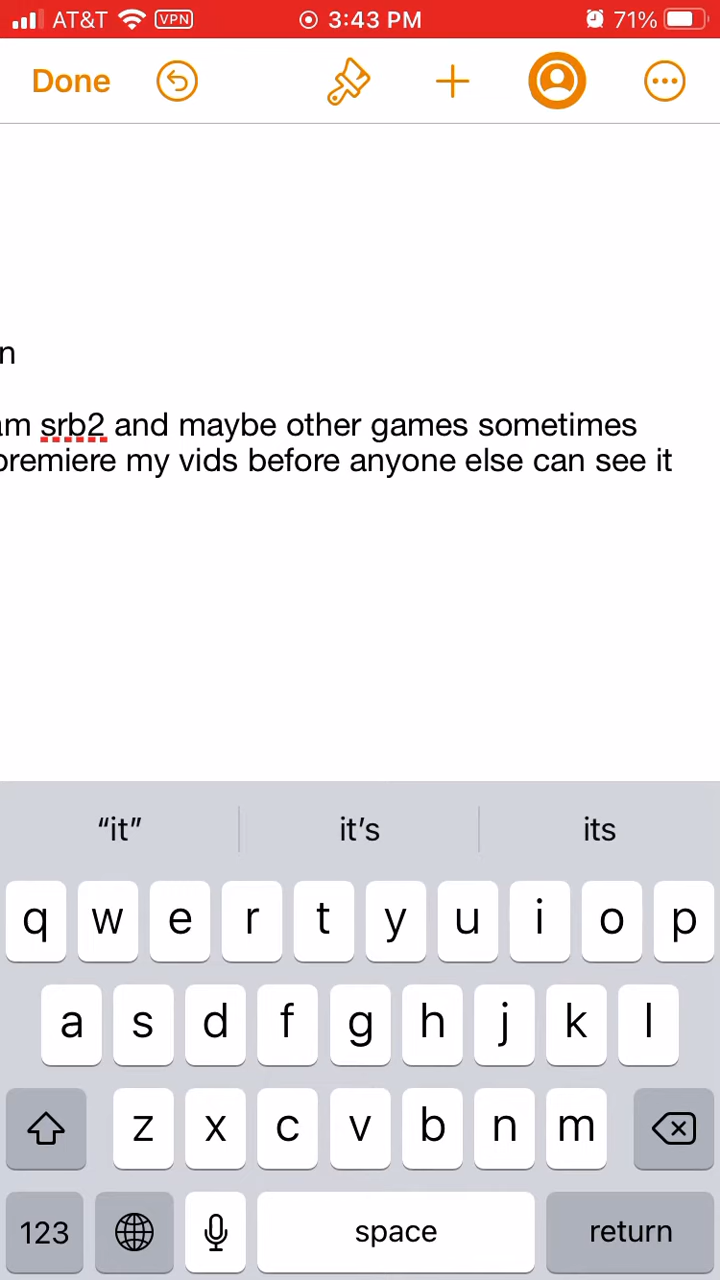 AT&T VPN 3:43 PM 71%
Done
n
am srb2 and maybe other games sometimes
premiere my vids before anyone else can see it
“it” it’s its
q w e r t y u i o p
a s d f g h j k l
z x c v b n m
123 space return